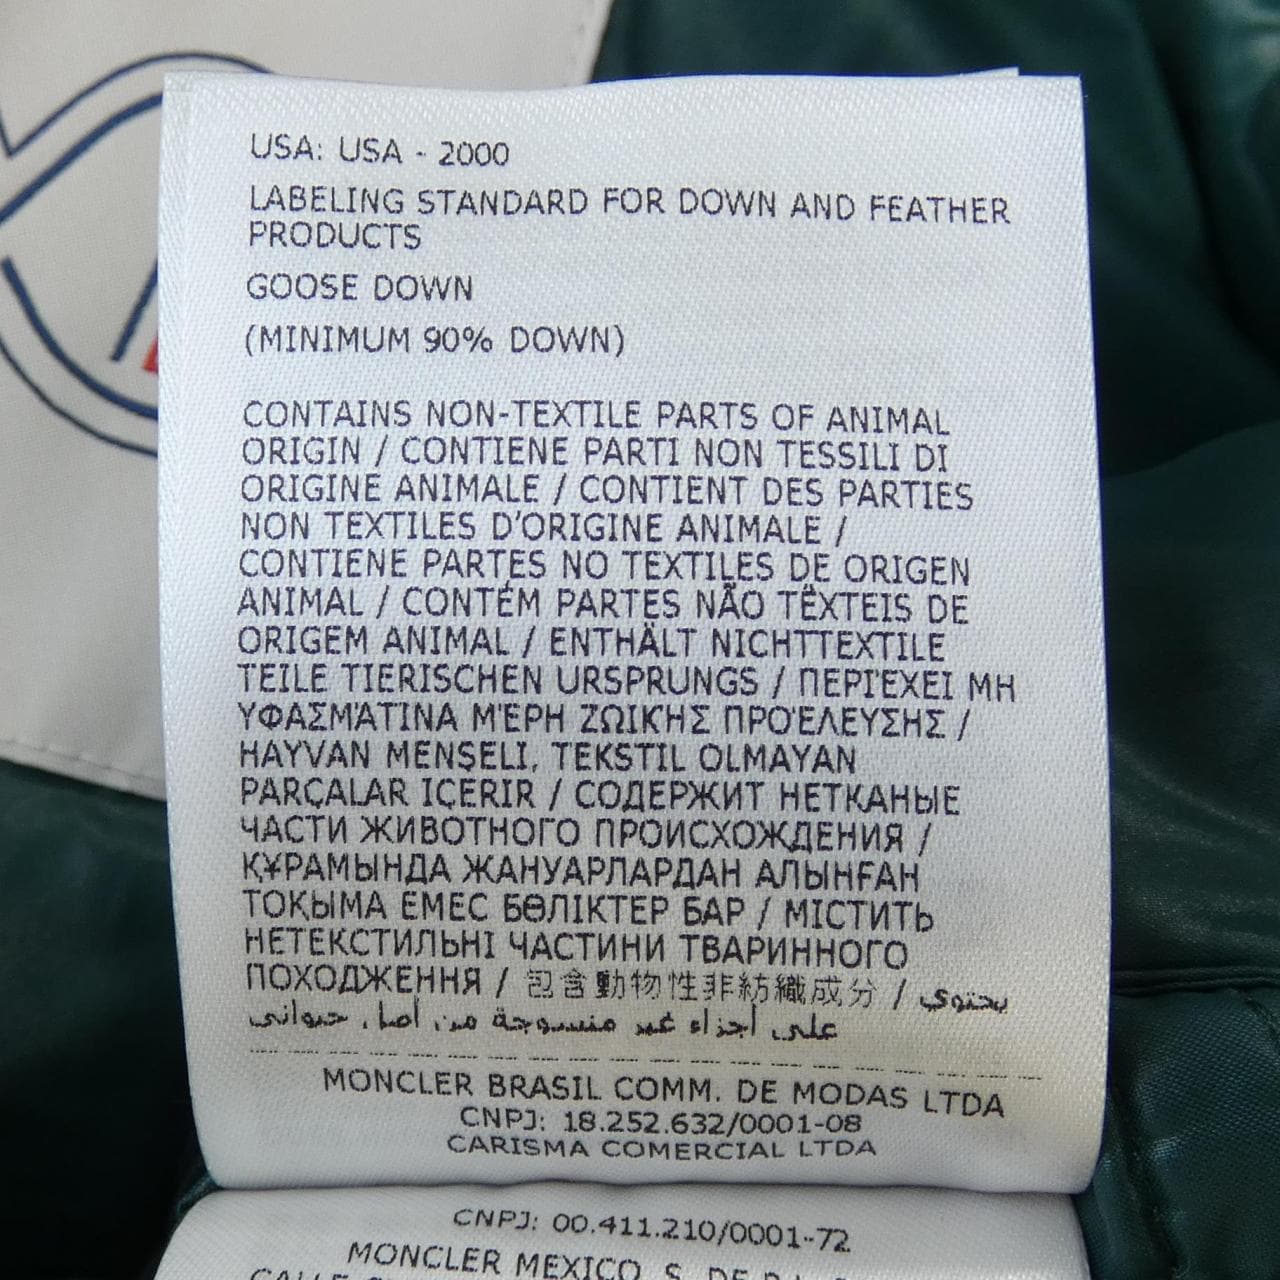 USA: USA - 2000
LABELING STANDARD FOR DOWN AND FEATHER
PRODUCTS
GOOSE DOWN
(MINIMUM 90% DOWN)
CONTAINS NON-TEXTILE PARTS OF ANIMAL
ORIGIN / CONTIENE PARTI NON TESSILI DI
ORIGINE ANIMALE / CONTIENT DES PARTIES
NON TEXTILES D'ORIGINE ANIMALE /
CONTIENE PARTES NO TEXTILES DE ORIGEN
ANIMAL / CONTÉM PARTES NÃO TËXTEIS DE
ORIGEM ANIMAL / ENTHÄLT NICHTTEXTILE
TEILE TIERISCHEN URSPRUNGS / ΠΕΡΙΈΧΕΙ ΜΗ
ΥΦΑΣΜΆΤΙΝΑ ΜΈΡΗ ΖΩΙΚΉΣ ΠΡΟΈΛΕΥΣΗΣ /
HAYVAN MENŞELI, TEKSTIL OLMAYAN
PARÇALAR IÇERIR / СОДЕРЖИТ НЕТКАНЫЕ
ЧАСТИ ЖИВОТНОГО ПРОИСХОЖДЕНИЯ /
ҚҰРАМЫНДА ЖАНУАРЛАРДАН АЛЫНҒАН
ТОҚЫМА ЕМЕС БӨЛІКТЕР БАР / МІСТИТЬ
НЕТЕКСТИЛЬНІ ЧАСТИНИ ТВАРИННОГО
ПОХОДЖЕННЯ / 包含動物性非紡織成分 / يحتوي
على أجزاء غير منسوجة من أصل حيواني
MONCLER BRASIL COMM. DE MODAS LTDA
CNPJ: 18.252.632/0001-08
CARISMA COMERCIAL LTDA
CNPJ: 00.411.210/0001-72
MONCLER MEXICO, S. DE R.L.